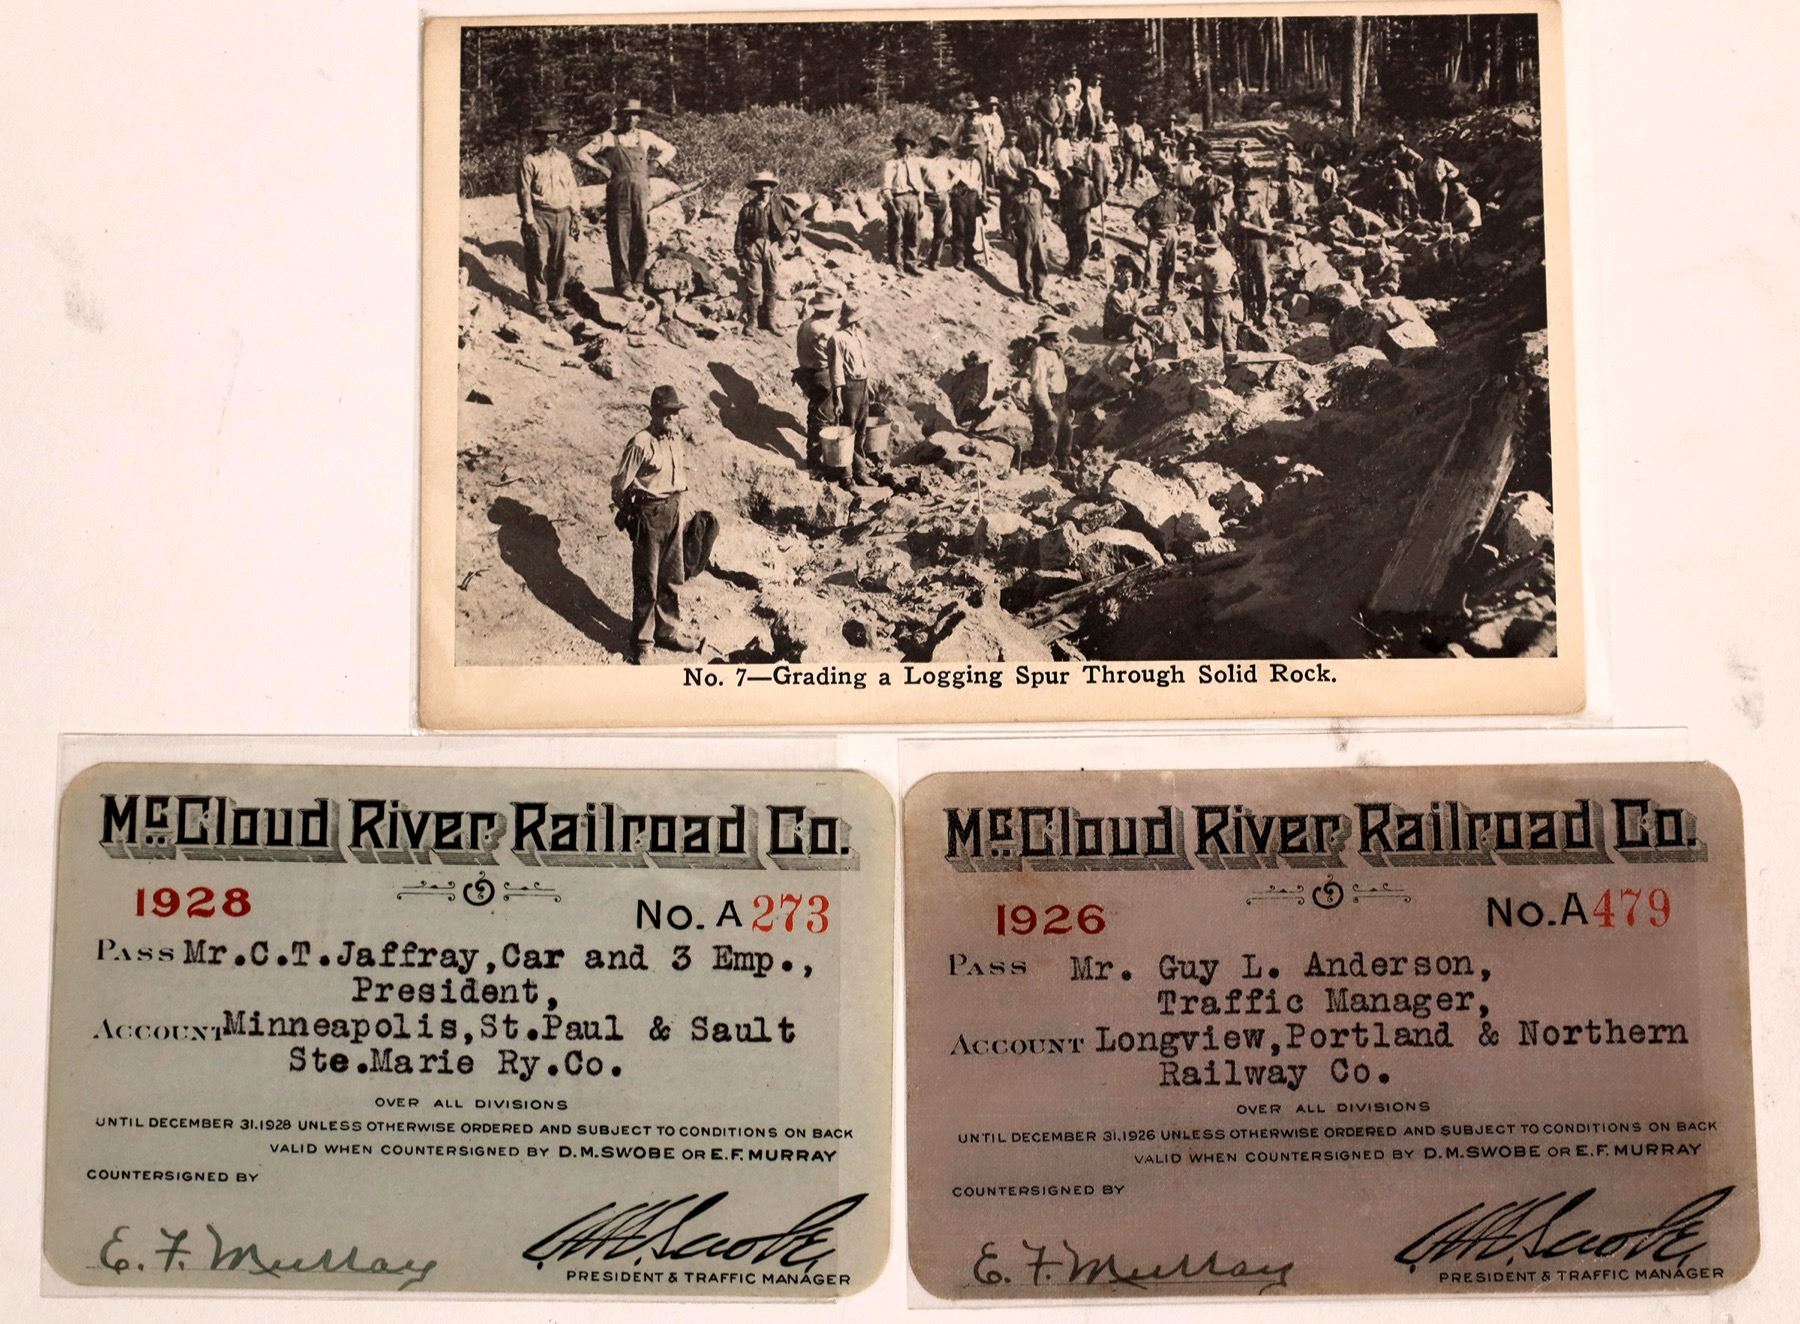 No. 7—Grading a Logging Spur Through Solid Rock.
McCloud River Railroad Co.
1928
No. A 273
Pass Mr.C.T.Jaffray,Car and 3 Emp.,
President,
Account Minneapolis,St.Paul & Sault
Ste.Marie Ry.Co.
OVER ALL DIVISIONS
UNTIL DECEMBER 31.1928 UNLESS OTHERWISE ORDERED AND SUBJECT TO CONDITIONS ON BACK
VALID WHEN COUNTERSIGNED BY D.M.SWOBE OR E.F.MURRAY
COUNTERSIGNED BY
E. F. Murray
PRESIDENT & TRAFFIC MANAGER
McCloud River Railroad Co.
1926
No. A 479
Pass Mr. Guy L. Anderson,
Traffic Manager,
Account Longview,Portland & Northern
Railway Co.
OVER ALL DIVISIONS
UNTIL DECEMBER 31.1926 UNLESS OTHERWISE ORDERED AND SUBJECT TO CONDITIONS ON BACK
VALID WHEN COUNTERSIGNED BY D.M.SWOBE OR E.F.MURRAY
COUNTERSIGNED BY
E. F. Murray
PRESIDENT & TRAFFIC MANAGER